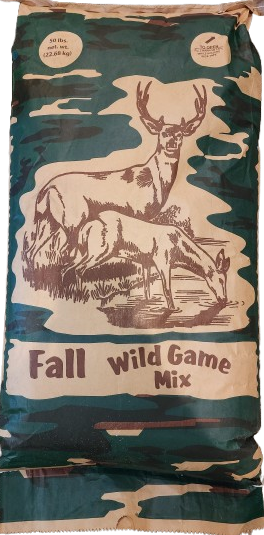 50 lbs.
net. wt.
(22.68 kg)
Fall Wild Game
Mix